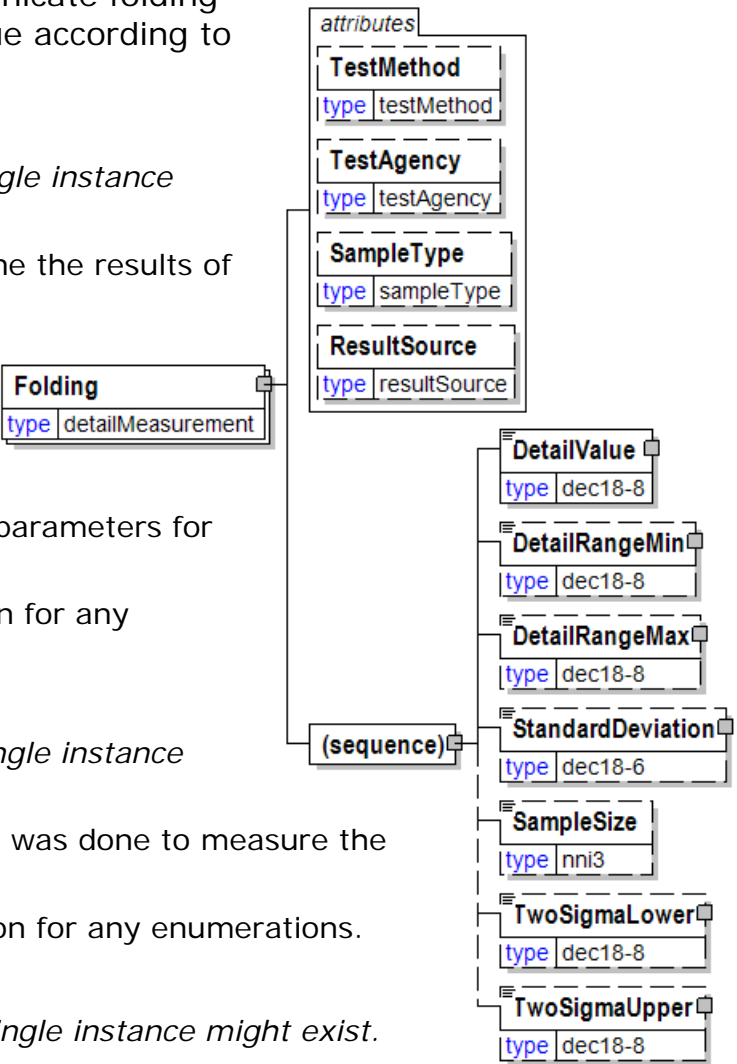 nicate folding
ue according to
gle instance
ne the results of
parameters for
n for any
ngle instance
was done to measure the
on for any enumerations.
ingle instance might exist.
Folding
type detailMeasurement
attributes
TestMethod
type testMethod
TestAgency
type testAgency
SampleType
type sampleType
ResultSource
type resultSource
(sequence)
DetailValue
type dec18-8
DetailRangeMin
type dec18-8
DetailRangeMax
type dec18-8
StandardDeviation
type dec18-6
SampleSize
type nni3
TwoSigmaLower
type dec18-8
TwoSigmaUpper
type dec18-8